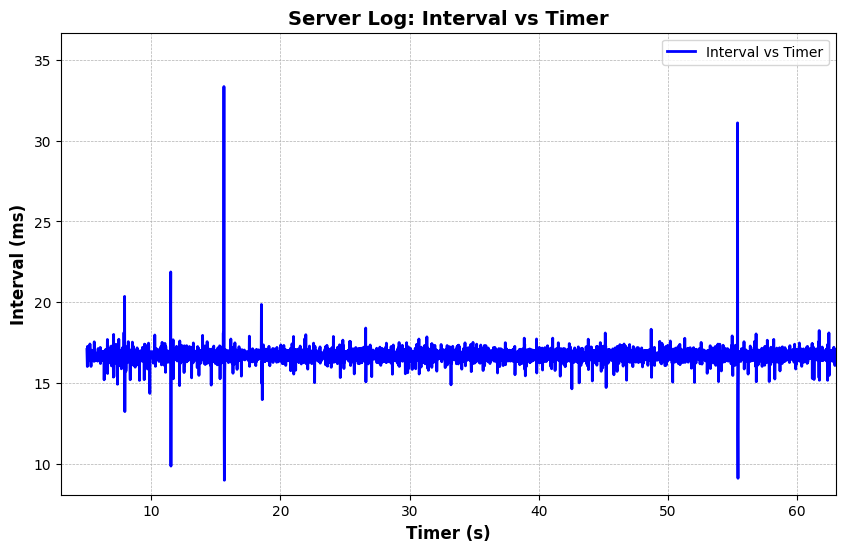 Server Log: Interval vs Timer
Interval vs Timer
35
30
25
20
15
10
Interval (ms)
10 20 30 40 50 60
Timer (s)